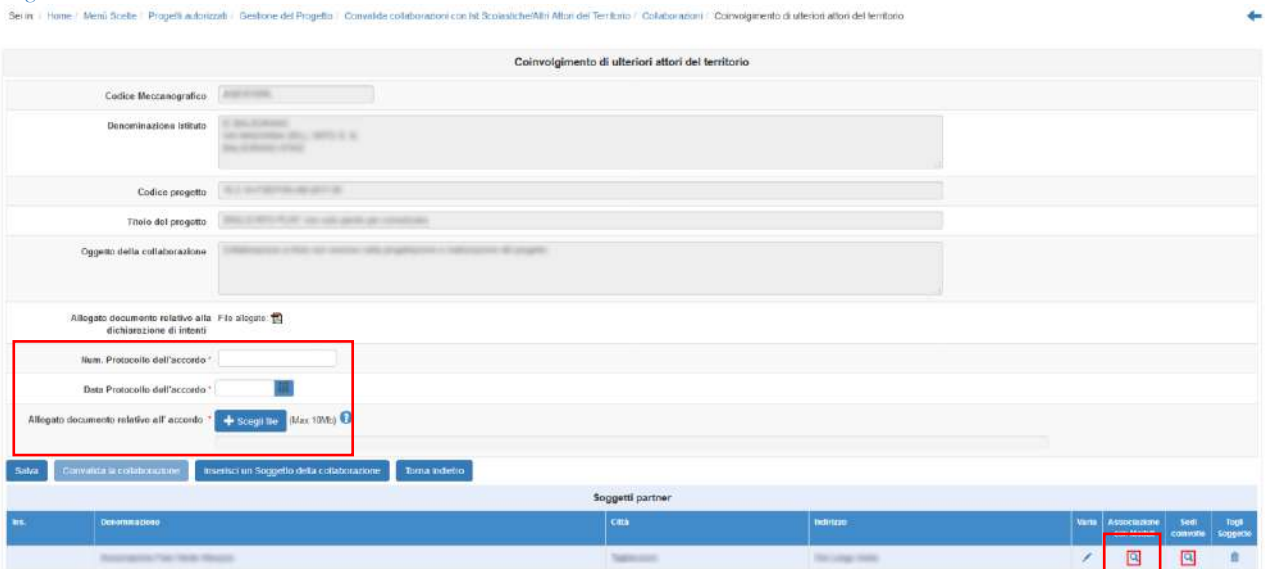 Sei in: Home / Menù Scelte / Progetti autorizzati / Gestione del Progetto / Convalida collaborazioni con Ist.Scolastiche/Altri Attori del Territorio / Collaborazioni / Coinvolgimento di ulteriori attori del territorio
Coinvolgimento di ulteriori attori del territorio
Codice Meccanografico
Denominazione Istituto
Codice progetto
Titolo del progetto
Oggetto della collaborazione
Allegato documento relativo alla dichiarazione di intenti
File allegato:
Num. Protocollo dell'accordo *
Data Protocollo dell'accordo *
Allegato documento relativo all' accordo * + Scegli file (Max 10Mb) ?
Salva Convalida la collaborazione Inserisci un Soggetto della collaborazione Torna indietro
Soggetti partner
Ins. Denominazione Città Indirizzo Varia Associazione Sedi coinvolte Togli Soggetto